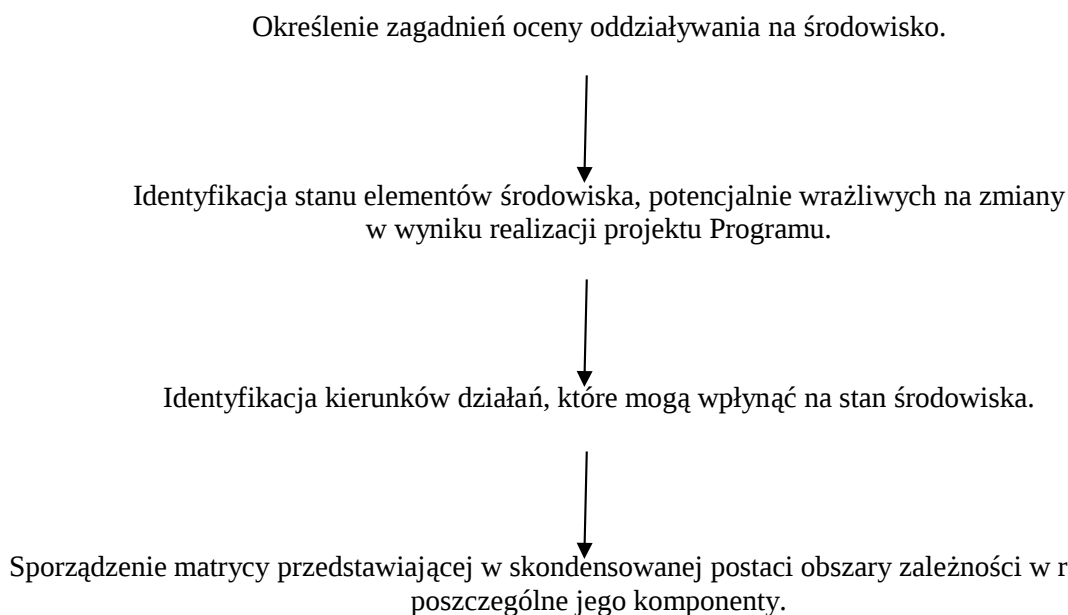 Określenie zagadnień oceny oddziaływania na środowisko.
Identyfikacja stanu elementów środowiska, potencjalnie wrażliwych na zmiany
w wyniku realizacji projektu Programu.
Identyfikacja kierunków działań, które mogą wpłynąć na stan środowiska.
Sporządzenie matrycy przedstawiającej w skondensowanej postaci obszary zależności w r
poszczególne jego komponenty.